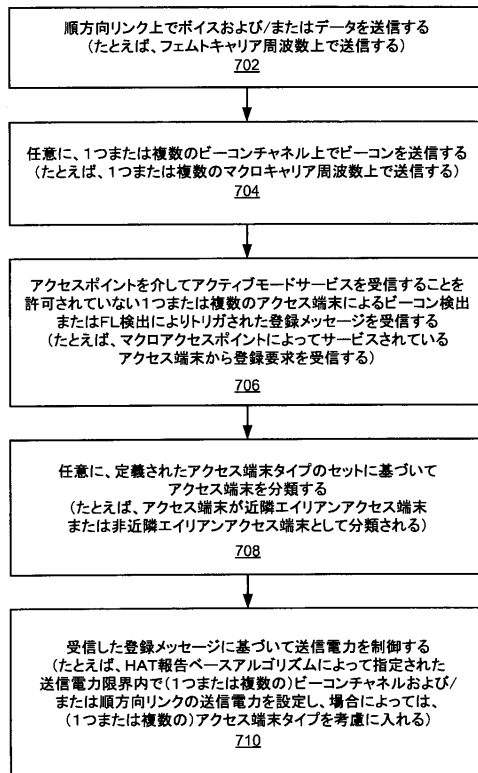 順方向リンク上でボイスおよび/またはデータを送信する
(たとえば、フェムトキャリア周波数上で送信する)
702
任意に、1つまたは複数のビーコンチャネル上でビーコンを送信する
(たとえば、1つまたは複数のマクロキャリア周波数上で送信する)
704
アクセスポイントを介してアクティブモードサービスを受信することを
許可されていない1つまたは複数のアクセス端末によるビーコン検出
またはFL検出によりトリガされた登録メッセージを受信する
(たとえば、マクロアクセスポイントによってサービスされている
アクセス端末から登録要求を受信する)
706
任意に、定義されたアクセス端末タイプのセットに基づいて
アクセス端末を分類する
(たとえば、アクセス端末が近隣エイリアンアクセス端末
または非近隣エイリアンアクセス端末として分類される)
708
受信した登録メッセージに基づいて送信電力を制御する
(たとえば、HAT報告ベースアルゴリズムによって指定された
送信電力限界内で(1つまたは複数の)ビーコンチャネルおよび/
または順方向リンクの送信電力を設定し、場合によっては、
(1つまたは複数の)アクセス端末タイプを考慮に入れる)
710